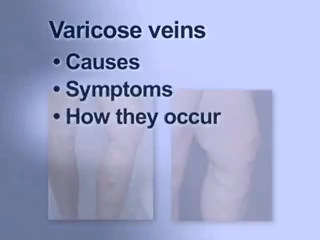 Varicose veins
• Causes
• Symptoms
• How they occur